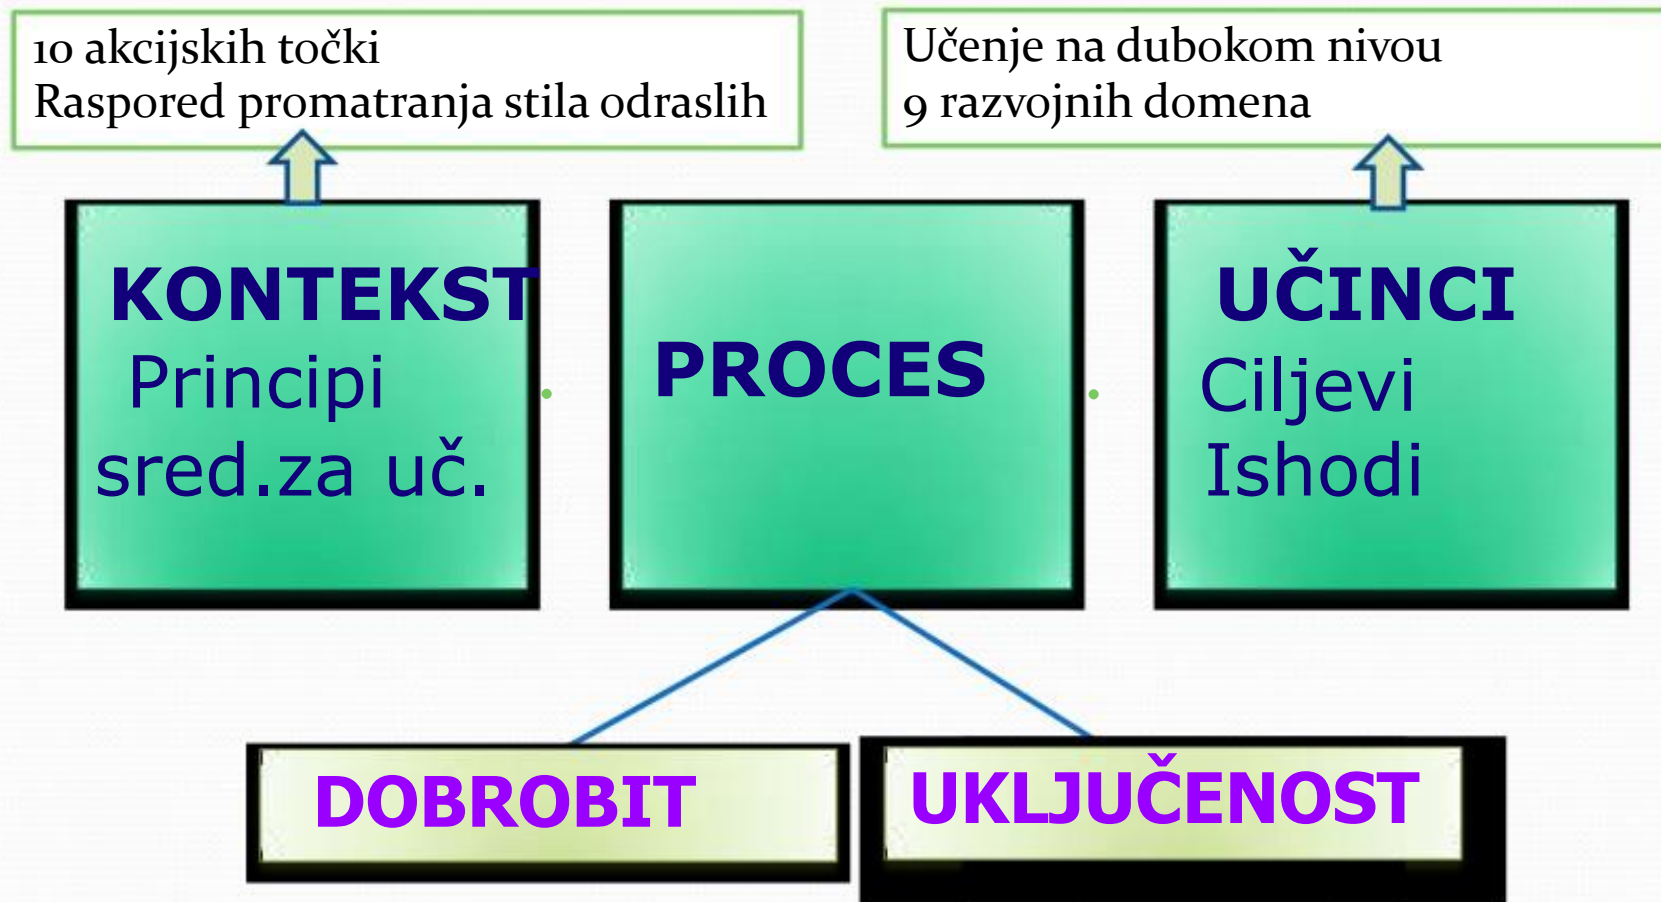 10 akcijskih točki
Raspored promatranja stila odraslih
Učenje na dubokom nivou
9 razvojnih domena
KONTEKST
Principi
sred.za uč.
PROCES
UČINCI
Ciljevi
Ishodi
DOBROBIT
UKLJUČENOST